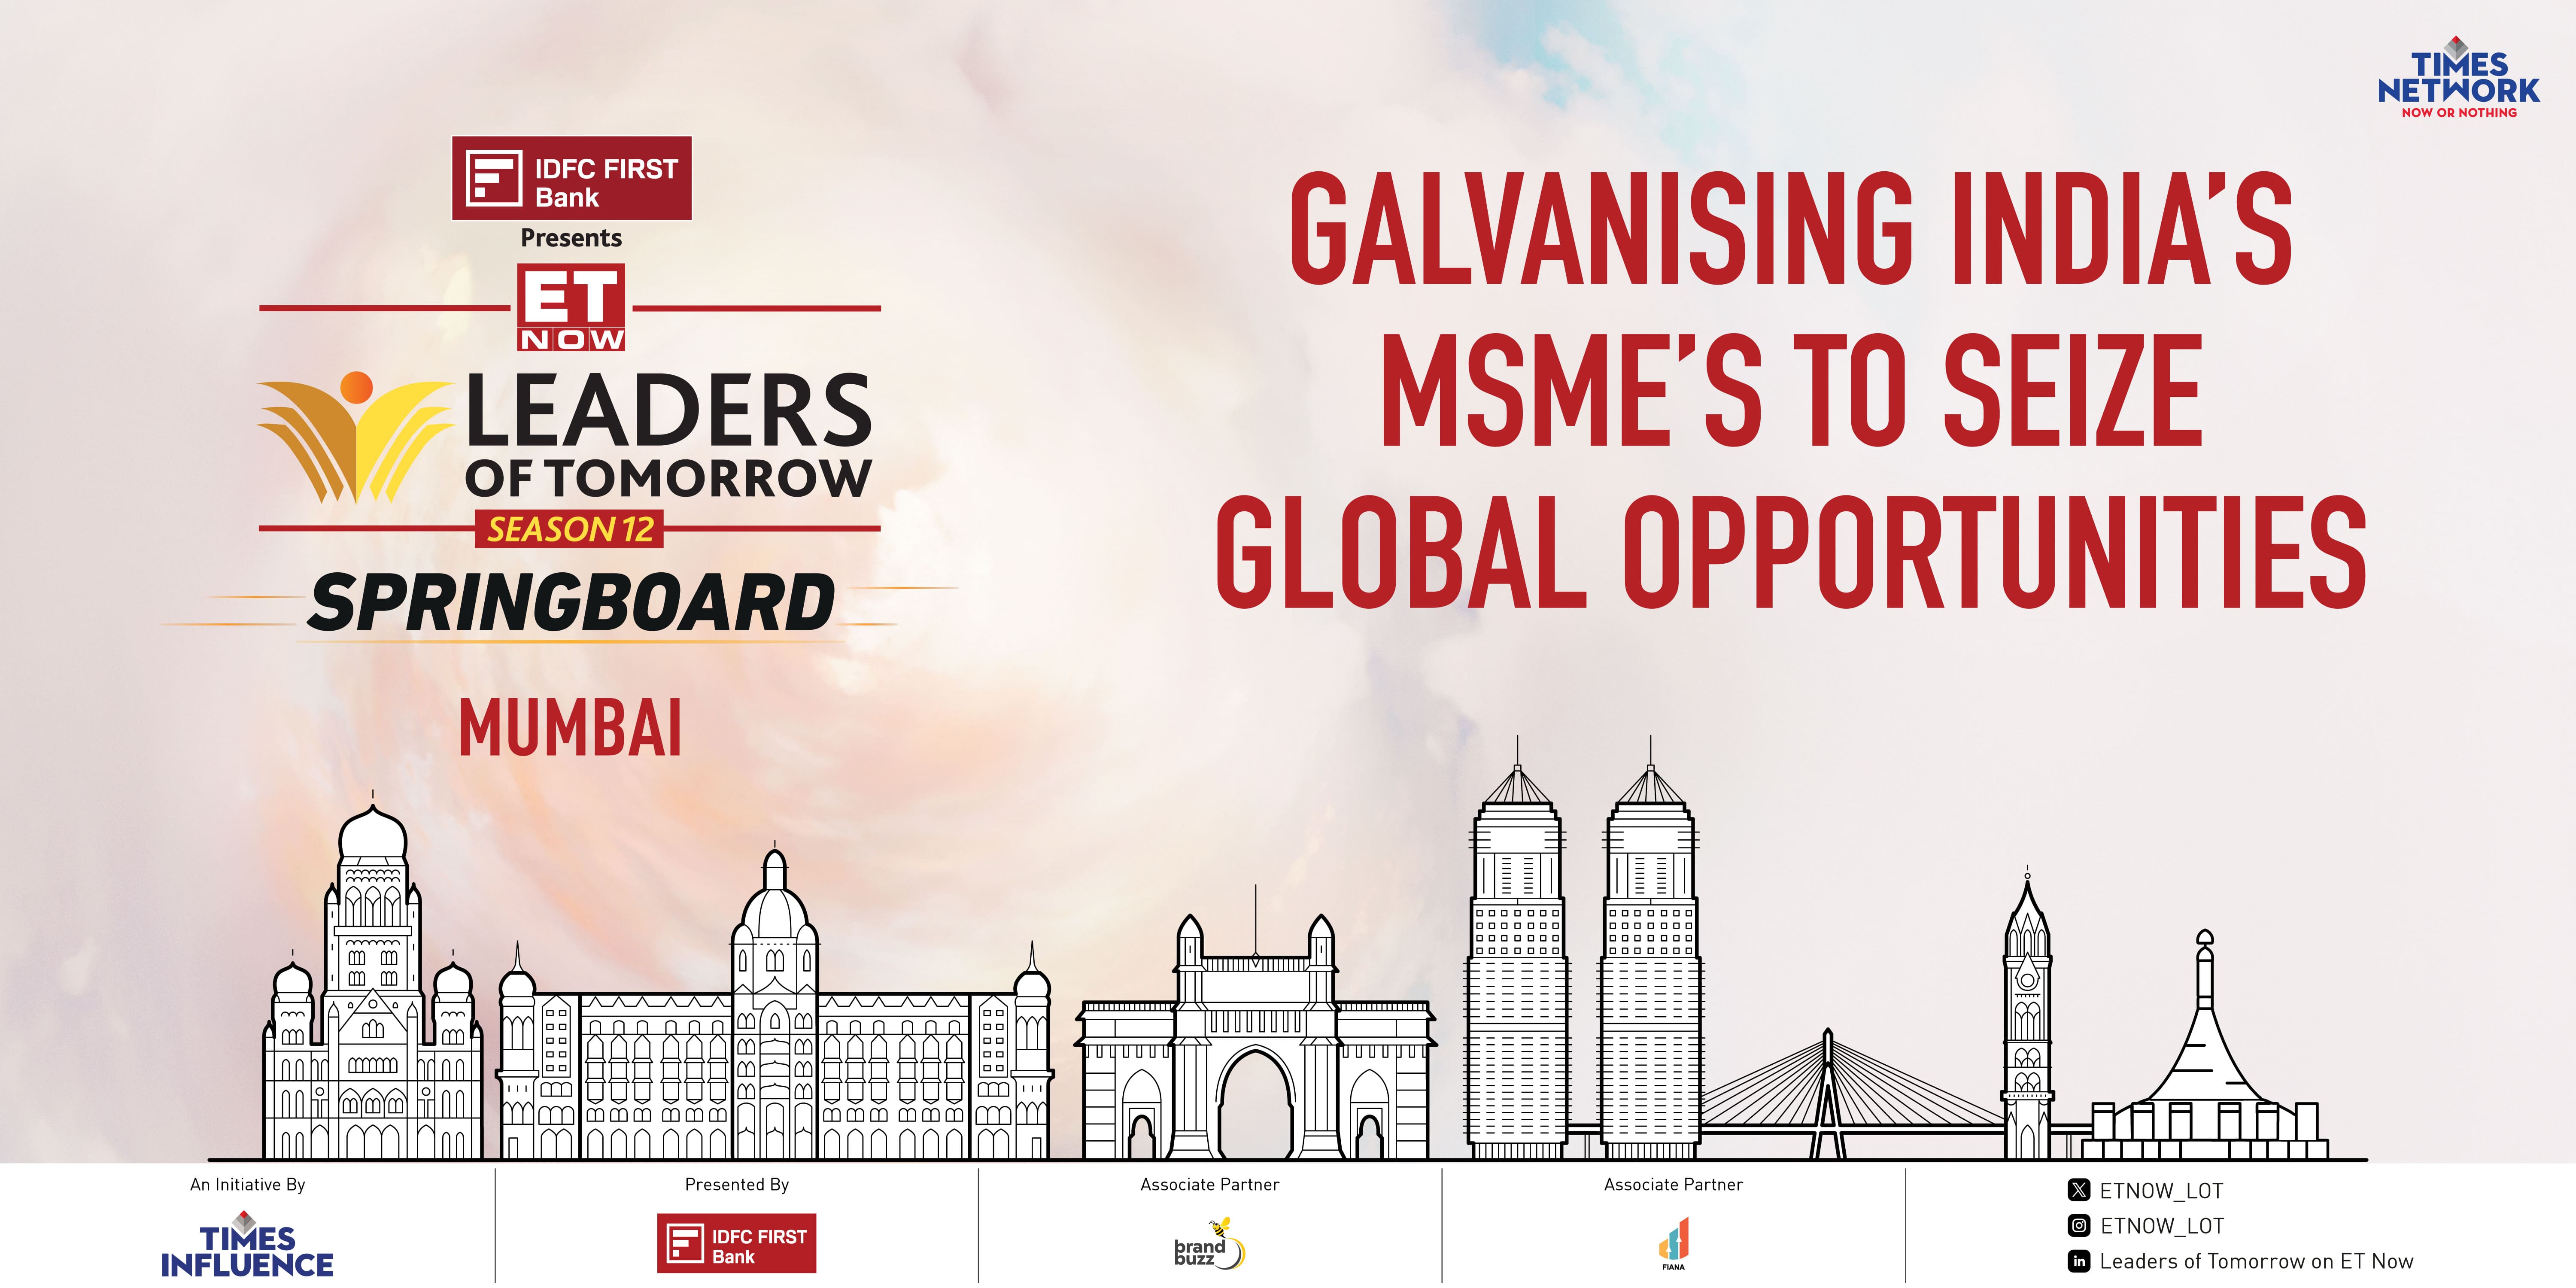 TIMES
NETWORK
NOW OR NOTHING
IDFC FIRST
Bank
Presents
ET
NOW
LEADERS
OF TOMORROW
SEASON 12
SPRINGBOARD
MUMBAI
GALVANISING INDIA'S
MSME'S TO SEIZE
GLOBAL OPPORTUNITIES
An Initiative By
TIMES
INFLUENCE
Presented By
IDFC FIRST
Bank
Associate Partner
brand
buzz
Associate Partner
FIANA
ETNOW_LOT
ETNOW_LOT
in Leaders of Tomorrow on ET Now